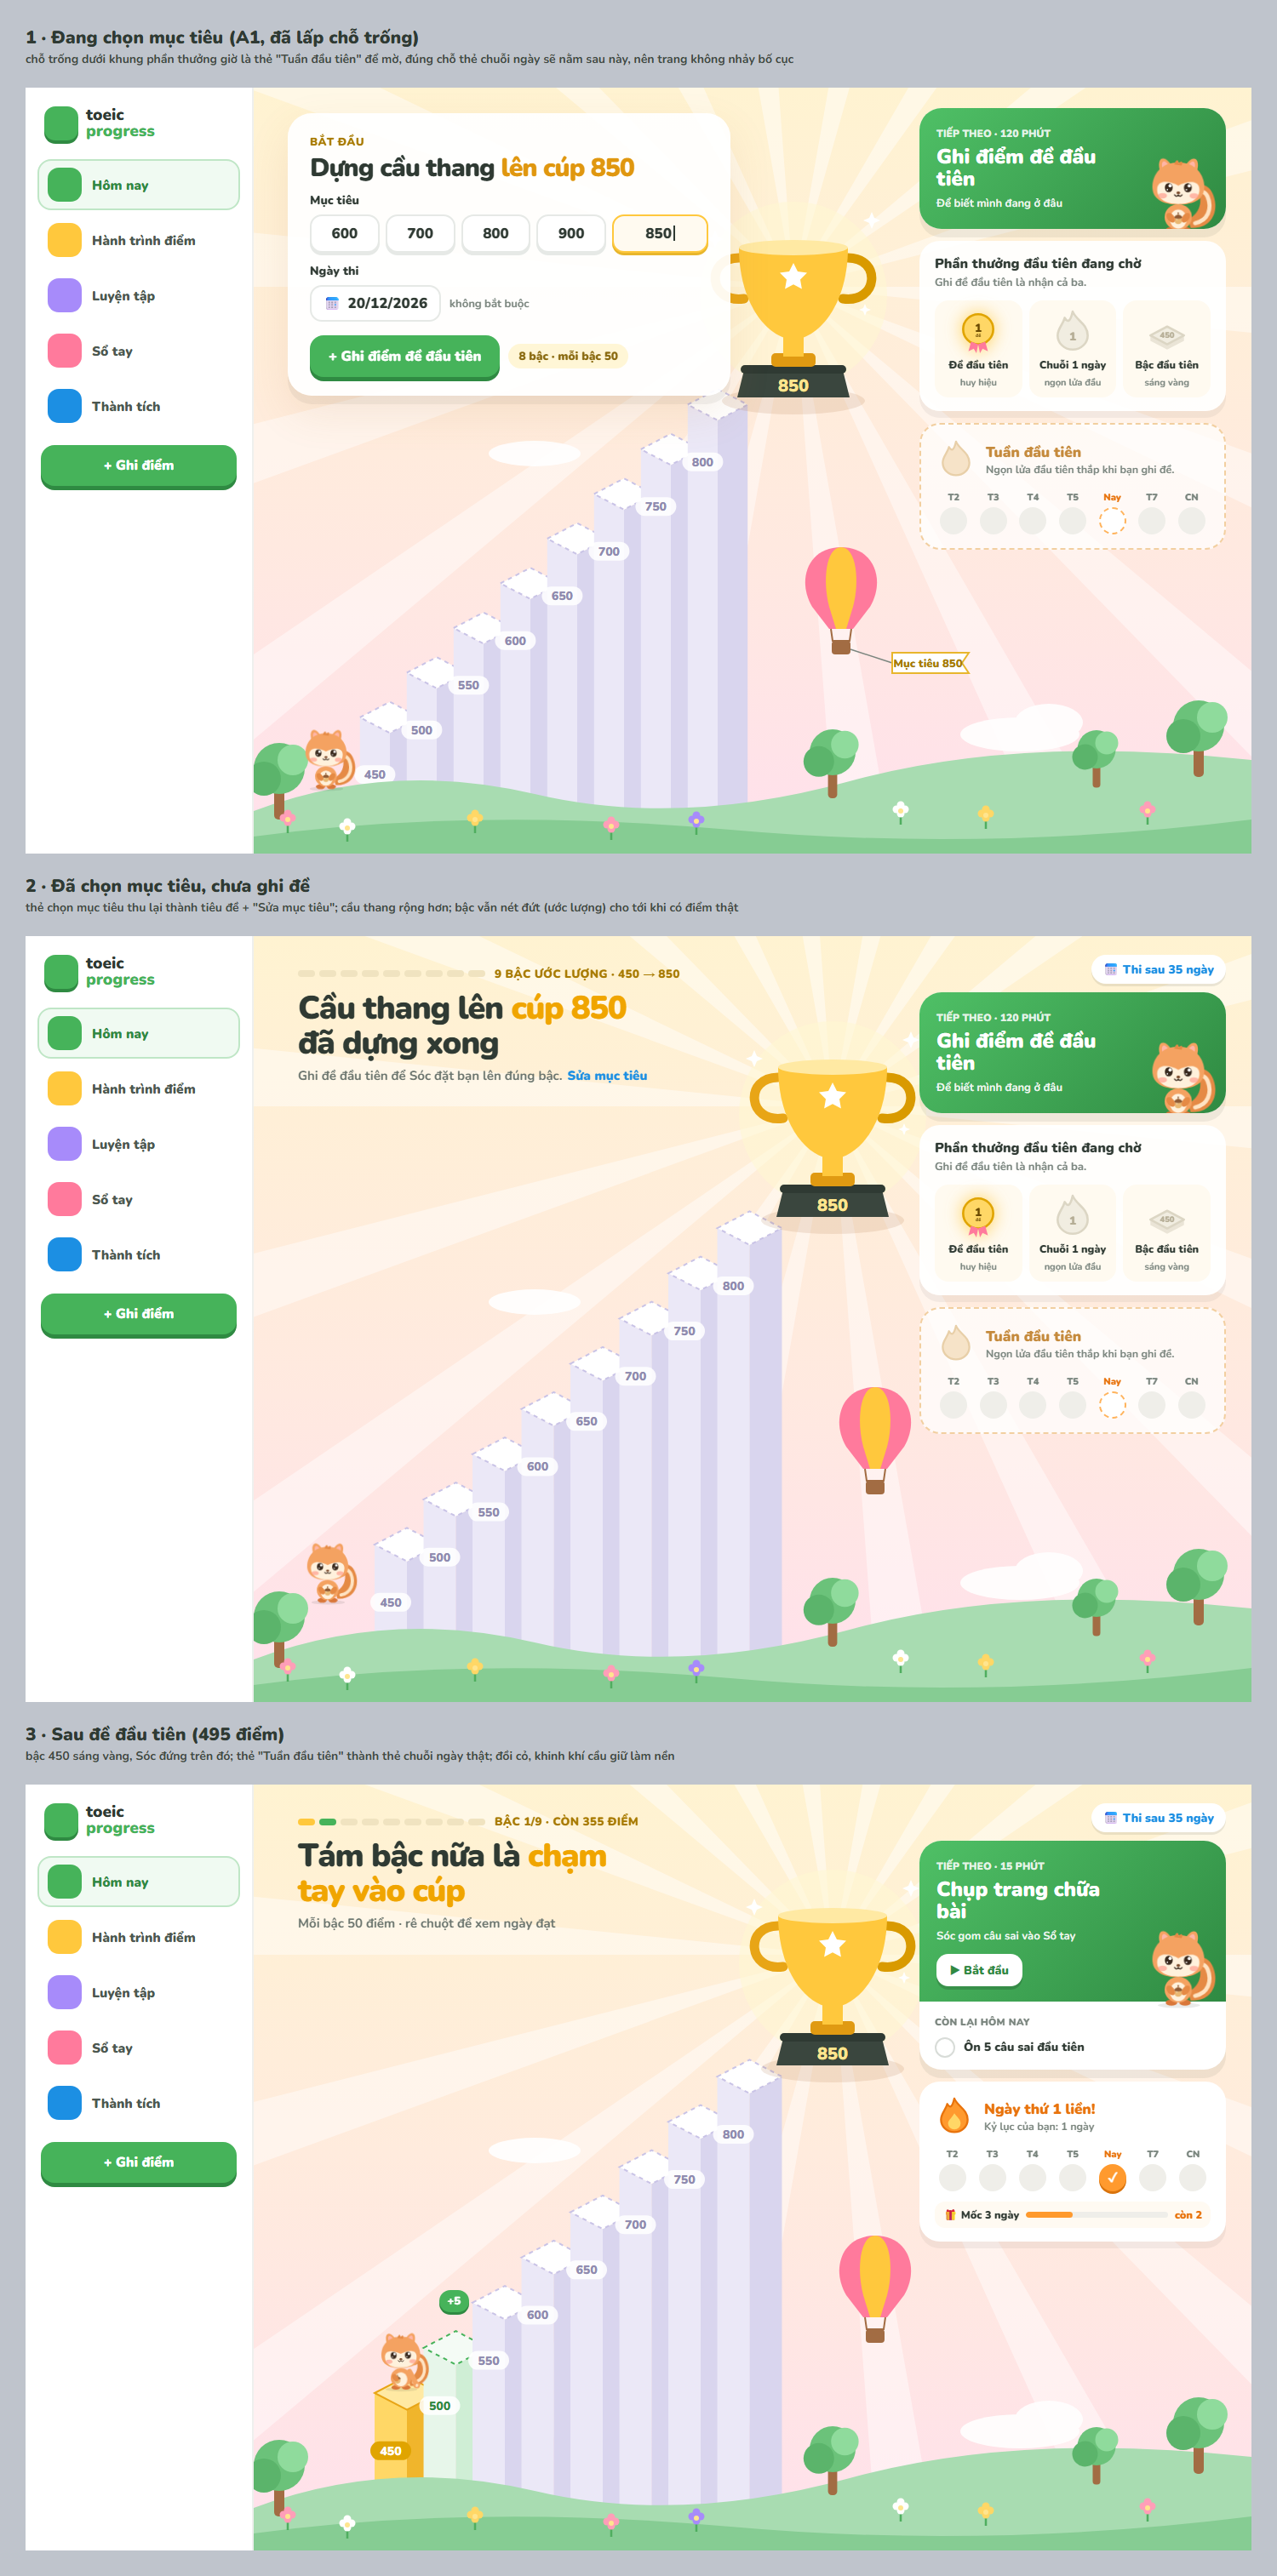 1 · Đang chọn mục tiêu (A1, đã lấp chỗ trống)
chỗ trống dưới khung phần thưởng giờ là thẻ "Tuần đầu tiên" để mờ, đúng chỗ thẻ chuỗi ngày sẽ nằm sau này, nên trang không nhảy bố cục
toeic
progress
Hôm nay
Hành trình điểm
Luyện tập
Sổ tay
Thành tích
+ Ghi điểm
BẮT ĐẦU
Dựng cầu thang lên cúp 850
Mục tiêu
600
700
800
900
850
Ngày thi
20/12/2026
không bắt buộc
+ Ghi điểm đề đầu tiên
8 bậc · mỗi bậc 50
850
800
750
700
650
600
550
500
450
Mục tiêu 850
TIẾP THEO · 120 PHÚT
Ghi điểm đề đầu
tiên
Để biết mình đang ở đâu
Phần thưởng đầu tiên đang chờ
Ghi đề đầu tiên là nhận cả ba.
1
1
450
Đề đầu tiên
Chuỗi 1 ngày
Bậc đầu tiên
huy hiệu
ngọn lửa đầu
sáng vàng
Tuần đầu tiên
Ngọn lửa đầu tiên thắp khi bạn ghi đề.
T2 T3 T4 T5 Nay T7 CN
2 · Đã chọn mục tiêu, chưa ghi đề
thẻ chọn mục tiêu thu lại thành tiêu đề + "Sửa mục tiêu"; cầu thang rộng hơn; bậc vẫn nét đứt (ước lượng) cho tới khi có điểm thật
toeic
progress
Hôm nay
Hành trình điểm
Luyện tập
Sổ tay
Thành tích
+ Ghi điểm
9 BẬC ƯỚC LƯỢNG · 450 → 850
Cầu thang lên cúp 850
đã dựng xong
Ghi đề đầu tiên để Sóc đặt bạn lên đúng bậc. Sửa mục tiêu
850
800
750
700
650
600
550
500
450
Thi sau 35 ngày
TIẾP THEO · 120 PHÚT
Ghi điểm đề đầu
tiên
Để biết mình đang ở đâu
Phần thưởng đầu tiên đang chờ
Ghi đề đầu tiên là nhận cả ba.
1
1
450
Đề đầu tiên
Chuỗi 1 ngày
Bậc đầu tiên
huy hiệu
ngọn lửa đầu
sáng vàng
Tuần đầu tiên
Ngọn lửa đầu tiên thắp khi bạn ghi đề.
T2 T3 T4 T5 Nay T7 CN
3 · Sau đề đầu tiên (495 điểm)
bậc 450 sáng vàng, Sóc đứng trên đó; thẻ "Tuần đầu tiên" thành thẻ chuỗi ngày thật; đồi cỏ, khinh khí cầu giữ làm nền
toeic
progress
Hôm nay
Hành trình điểm
Luyện tập
Sổ tay
Thành tích
+ Ghi điểm
BẬC 1/9 · CÒN 355 ĐIỂM
Tám bậc nữa là chạm
tay vào cúp
Mỗi bậc 50 điểm · rê chuột để xem ngày đạt
850
800
750
700
650
600
+5
550
500
450
Thi sau 35 ngày
TIẾP THEO · 15 PHÚT
Chụp trang chữa
bài
Sóc gom câu sai vào Sổ tay
▶ Bắt đầu
CÒN LẠI HÔM NAY
Ôn 5 câu sai đầu tiên
Ngày thứ 1 liền!
Kỷ lục của bạn: 1 ngày
T2 T3 T4 T5 Nay T7 CN
Mốc 3 ngày
còn 2